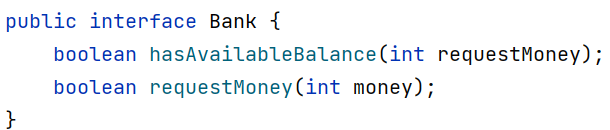 public interface Bank {
    boolean hasAvailableBalance(int requestMoney);
    boolean requestMoney(int money);
}